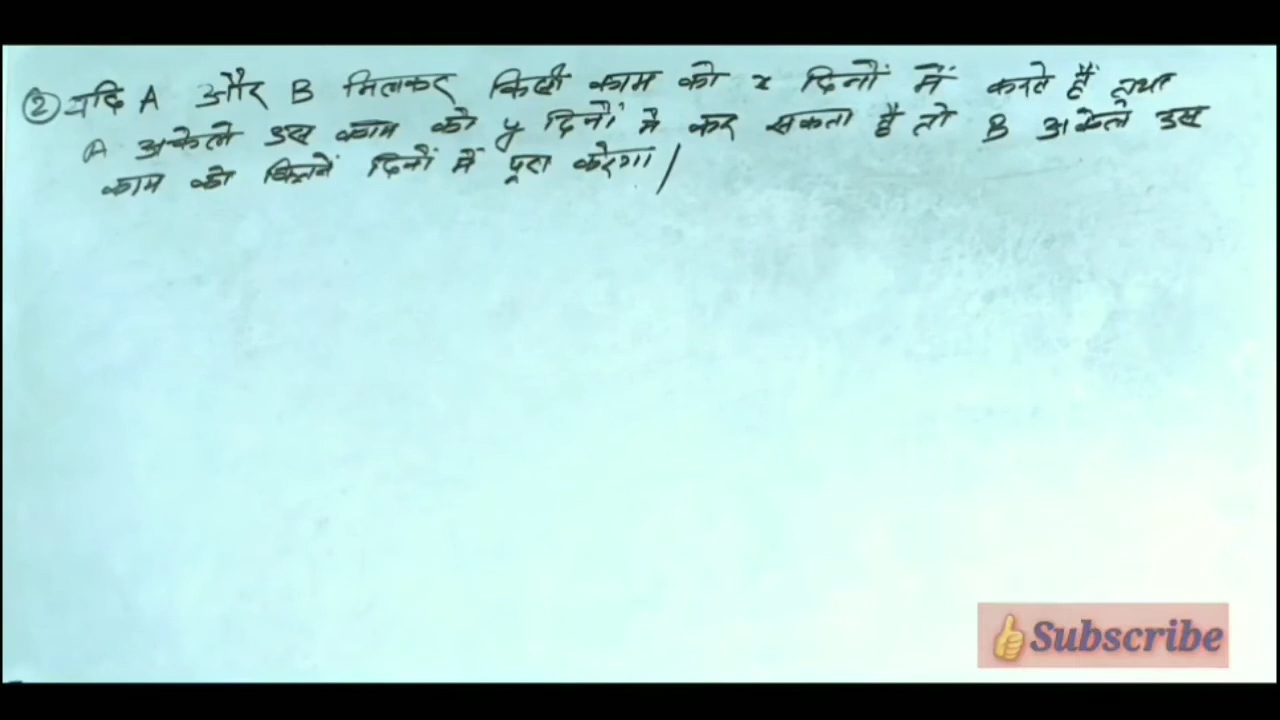 ② यदि A और B मिलकर किसी काम को x दिनों में करते हैं तथा
A अकेले उस काम को y दिनों में कर सकता है तो B अकेले उस
काम को कितने दिनों में पूरा करेगा /
Subscribe